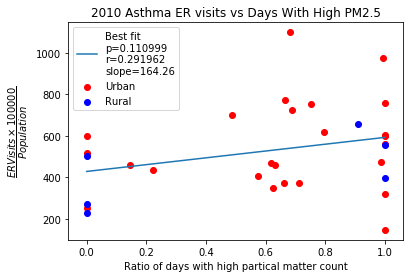 2010 Asthma ER visits vs Days With High PM2.5
Best fit
p=0.110999
r=0.291962
slope=164.26
Urban
Rural
1000
800
600
400
200
ERVisits × 100000
Population
0.0 0.2 0.4 0.6 0.8 1.0
Ratio of days with high partical matter count